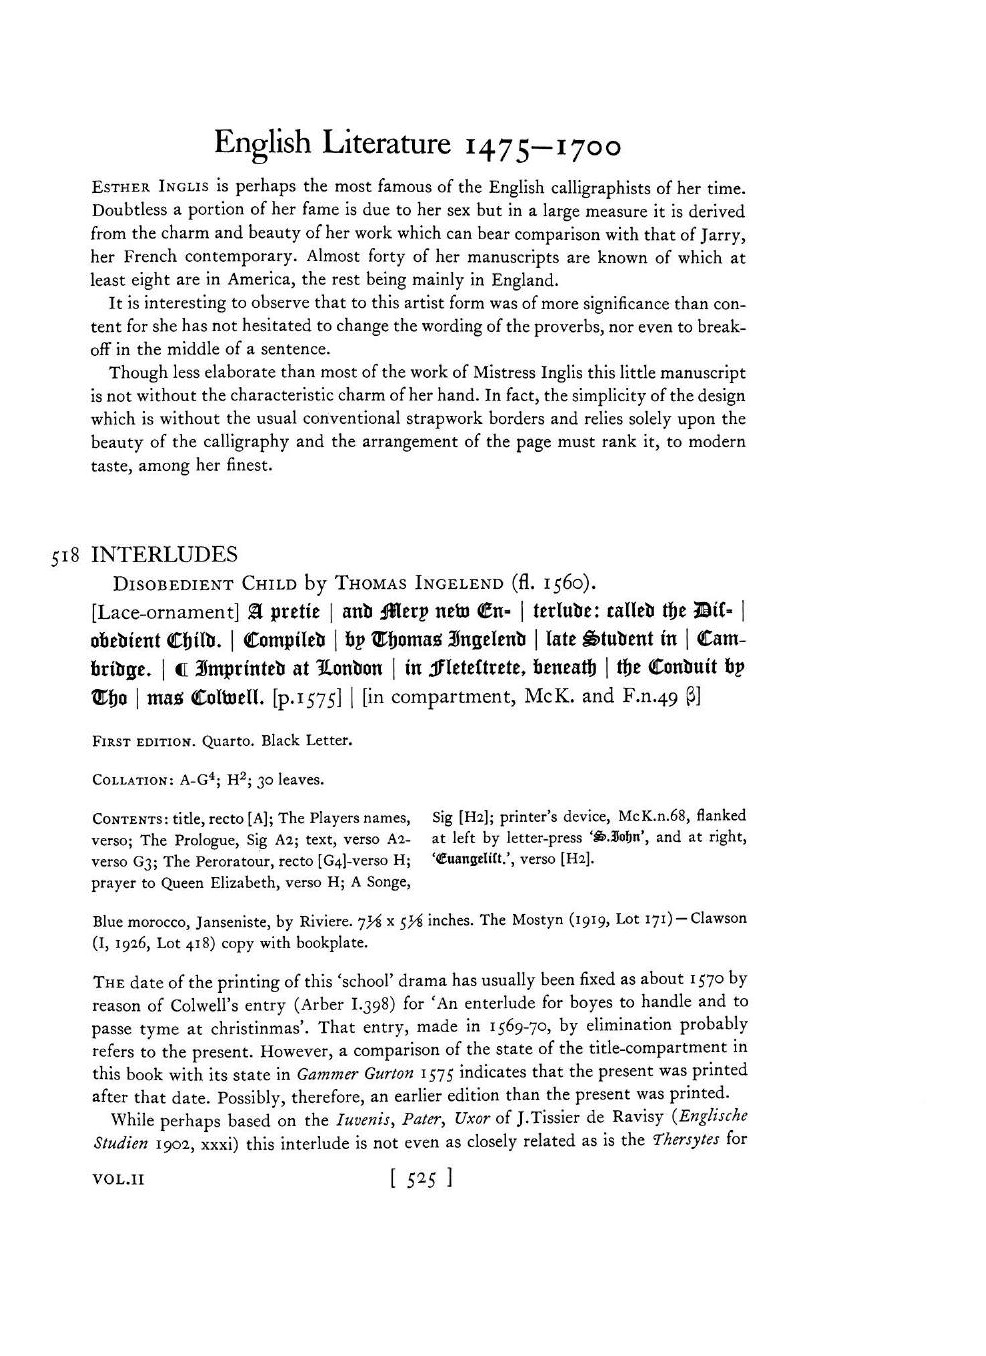 English Literature 1475—1700
ESTHER INGLIS is perhaps the most famous of the English calligraphists of her time.
Doubtless a portion of her fame is due to her sex but in a large measure it is derived
from the charm and beauty of her work which can bear comparison with that of Jarry,
her French contemporary. Almost forty of her manuscripts are known of which at
least eight are in America, the rest being mainly in England.
It is interesting to observe that to this artist form was of more significance than con-
tent for she has not hesitated to change the wording of the proverbs, nor even to break-
off in the middle of a sentence.
Though less elaborate than most of the work of Mistress Inglis this little manuscript
is not without the characteristic charm of her hand. In fact, the simplicity of the design
which is without the usual conventional strapwork borders and relies solely upon the
beauty of the calligraphy and the arrangement of the page must rank it, to modern
taste, among her finest.
518 INTERLUDES
DISOBEDIENT CHILD by THOMAS INGELEND (fl. 1560).
[Lace-ornament] A pretie | and Mery new En- | terlude: called the Diſ- |
obedient Child. | Compiled | by Thomas Ingelend | late Student in | Cam-
bridge. | ¶ Imprinted at London | in Fleteſtrete, beneath | the Conduit by
Tho | mas Colwell. [p.1575] | [in compartment, McK. and F.n.49 β]
FIRST EDITION. Quarto. Black Letter.
COLLATION: A-G⁴; H²; 30 leaves.
CONTENTS: title, recto [A]; The Players names,
verso; The Prologue, Sig A2; text, verso A2-
verso G3; The Peroratour, recto [G4]-verso H;
prayer to Queen Elizabeth, verso H; A Songe,
Sig [H2]; printer's device, McK.n.68, flanked
at left by letter-press 'S.John', and at right,
'Euangeliſt.', verso [H2].
Blue morocco, Janseniste, by Riviere. 7⅛ x 5⅛ inches. The Mostyn (1919, Lot 171)—Clawson
(I, 1926, Lot 418) copy with bookplate.
THE date of the printing of this 'school' drama has usually been fixed as about 1570 by
reason of Colwell's entry (Arber I.398) for 'An enterlude for boyes to handle and to
passe tyme at christinmas'. That entry, made in 1569-70, by elimination probably
refers to the present. However, a comparison of the state of the title-compartment in
this book with its state in Gammer Gurton 1575 indicates that the present was printed
after that date. Possibly, therefore, an earlier edition than the present was printed.
While perhaps based on the Iuvenis, Pater, Uxor of J.Tissier de Ravisy (Englische
Studien 1902, xxxi) this interlude is not even as closely related as is the Thersytes for
VOL.II
[ 525 ]